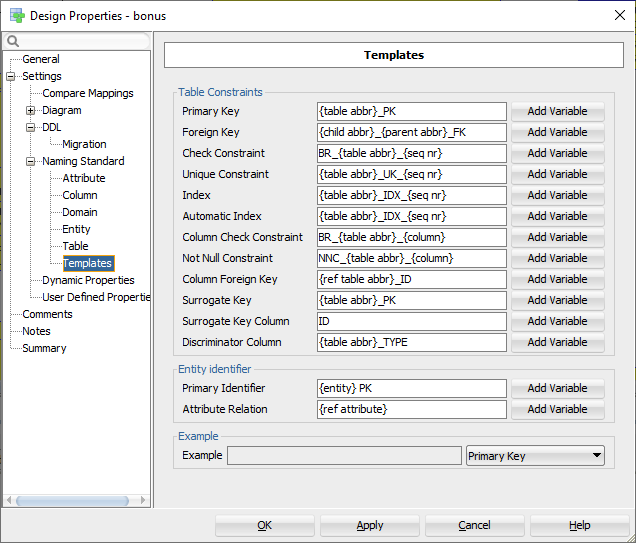 Design Properties - bonus
General
Settings
Compare Mappings
Diagram
DDL
Migration
Naming Standard
Attribute
Column
Domain
Entity
Table
Templates
Dynamic Properties
User Defined Propertie
Comments
Notes
Summary
Templates
Table Constraints
Primary Key {table abbr}_PK Add Variable
Foreign Key {child abbr}_{parent abbr}_FK Add Variable
Check Constraint BR_{table abbr}_{seq nr} Add Variable
Unique Constraint {table abbr}_UK_{seq nr} Add Variable
Index {table abbr}_IDX_{seq nr} Add Variable
Automatic Index {table abbr}_IDX_{seq nr} Add Variable
Column Check Constraint BR_{table abbr}_{column} Add Variable
Not Null Constraint NNC_{table abbr}_{column} Add Variable
Column Foreign Key {ref table abbr}_ID Add Variable
Surrogate Key {table abbr}_PK Add Variable
Surrogate Key Column ID Add Variable
Discriminator Column {table abbr}_TYPE Add Variable
Entity identifier
Primary Identifier {entity} PK Add Variable
Attribute Relation {ref attribute} Add Variable
Example
Example Primary Key
OK Apply Cancel Help